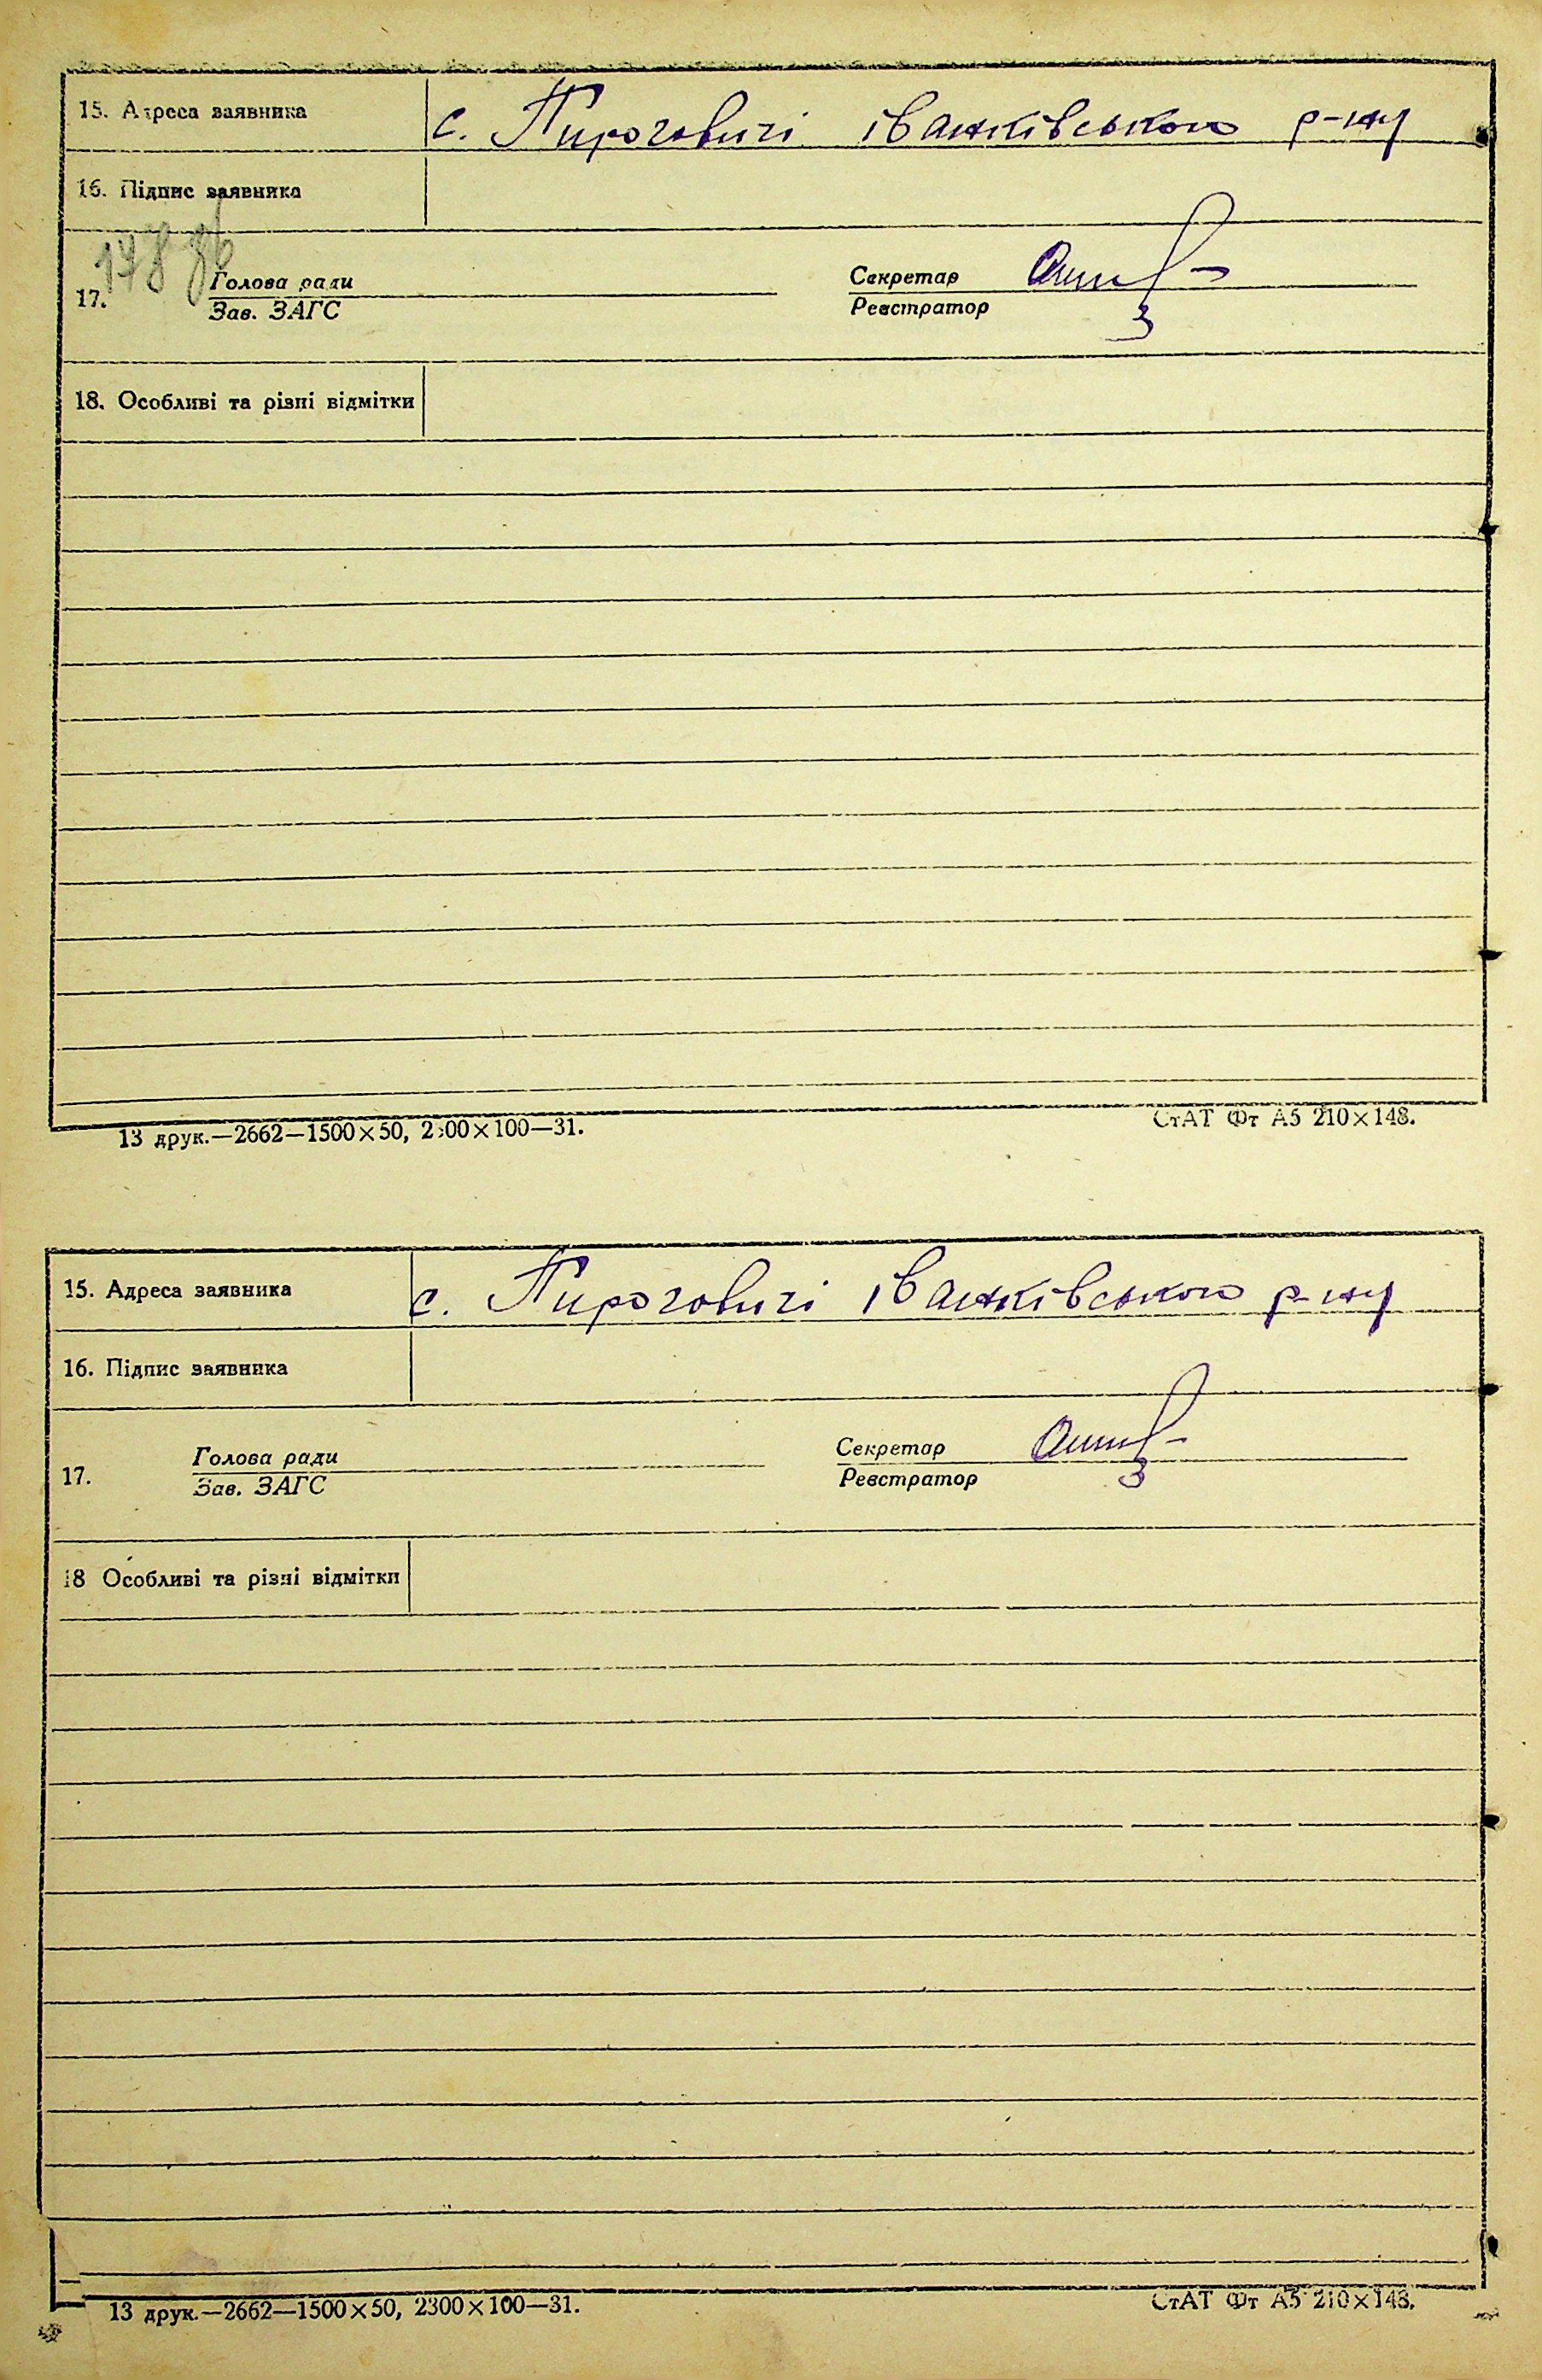 15. Адреса заявника с. Пироговичі іванківського р-ну
16. Підпис заявника
178
17. Голова ради Секретар
Зав. ЗАГС Реєстратор
18. Особливі та різні відмітки
13 друк.—2662—1500×50, 2300×100—31. СтАТ Фт А5 210×148.
15. Адреса заявника с. Пироговичі іванківського р-ну
16. Підпис заявника
17. Голова ради Секретар
Зав. ЗАГС Реєстратор
18 Особливі та різні відмітки
13 друк.—2662—1500×50, 2300×100—31. СтАТ Фт А5 210×148.